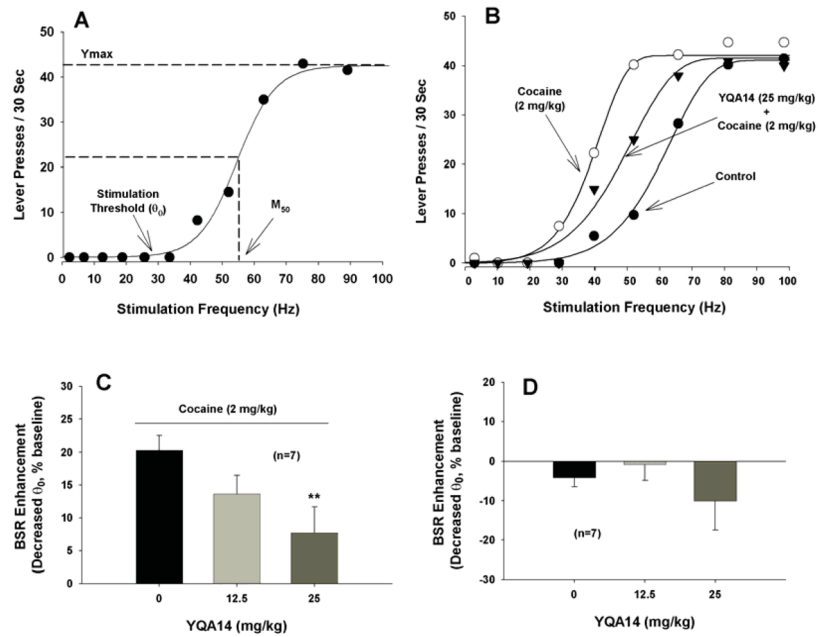 A
50
40
30
20
10
0
Lever Presses / 30 Sec
Ymax
Stimulation
Threshold (θ0)
M50
0 10 20 30 40 50 60 70 80 90 100
Stimulation Frequency (Hz)
B
50
40
30
20
10
0
Lever Presses / 30 Sec
Cocaine
(2 mg/kg)
YQA14 (25 mg/kg)
+
Cocaine (2 mg/kg)
Control
0 10 20 30 40 50 60 70 80 90 100
Stimulation Frequency (Hz)
C
30
25
20
15
10
5
0
BSR Enhancement
(Decreased θ0, % baseline)
Cocaine (2 mg/kg)
(n=7)
**
0 12.5 25
YQA14 (mg/kg)
D
20
10
0
-10
-20
-30
BSR Enhancement
(Decreased θ0, % baseline)
(n=7)
0 12.5 25
YQA14 (mg/kg)